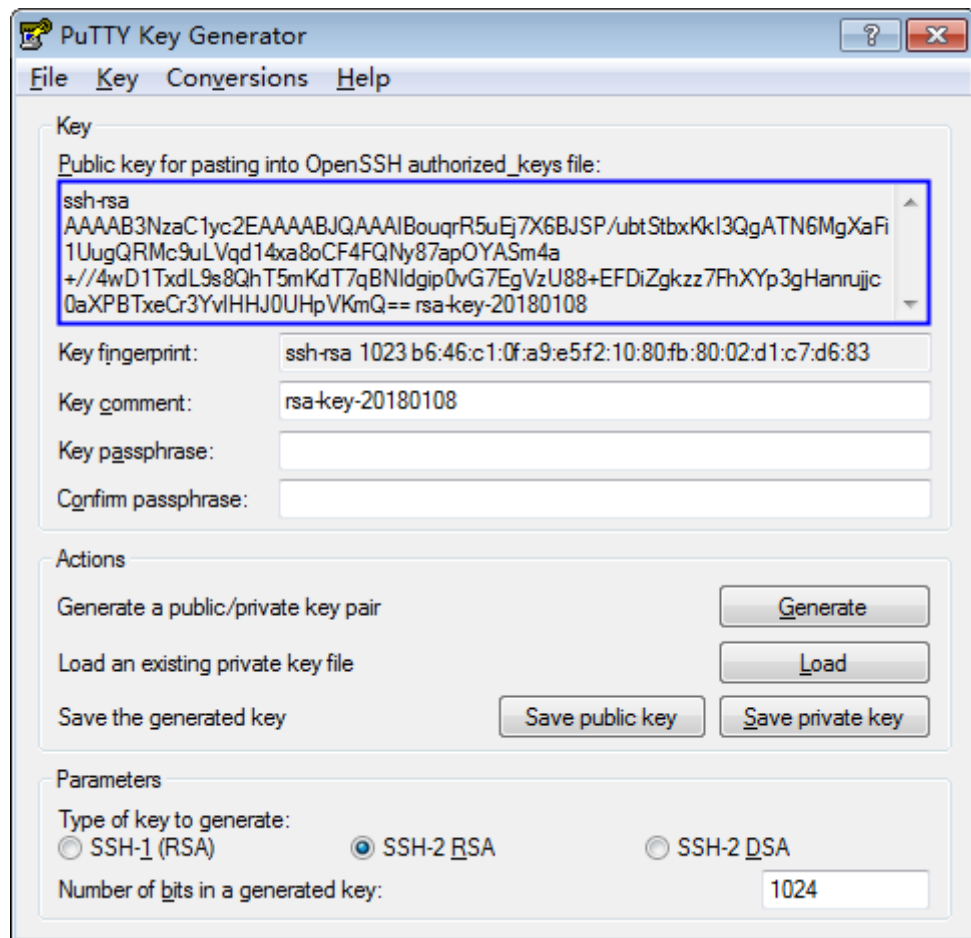 PuTTY Key Generator
File Key Conversions Help
Key
Public key for pasting into OpenSSH authorized_keys file:
ssh-rsa
AAAAB3NzaC1yc2EAAAABJQAAAIBouqrR5uEj7X6BJSP/ubtStbxKkI3QgATN6MgXaFi
1UugQRMc9uLVqd14xa8oCF4FQNy87apOYASm4a
+//4wD1TxdL9s8QhT5mKdT7qBNIdgip0vG7EgVzU88+EFDiZgkzz7FhXYp3gHanrujjc
0aXPBTxeCr3YvlHHJ0UHpVKmQ== rsa-key-20180108
Key fingerprint: ssh-rsa 1023 b6:46:c1:0f:a9:e5:f2:10:80:fb:80:02:d1:c7:d6:83
Key comment: rsa-key-20180108
Key passphrase:
Confirm passphrase:
Actions
Generate a public/private key pair Generate
Load an existing private key file Load
Save the generated key Save public key Save private key
Parameters
Type of key to generate:
SSH-1 (RSA) SSH-2 RSA SSH-2 DSA
Number of bits in a generated key: 1024